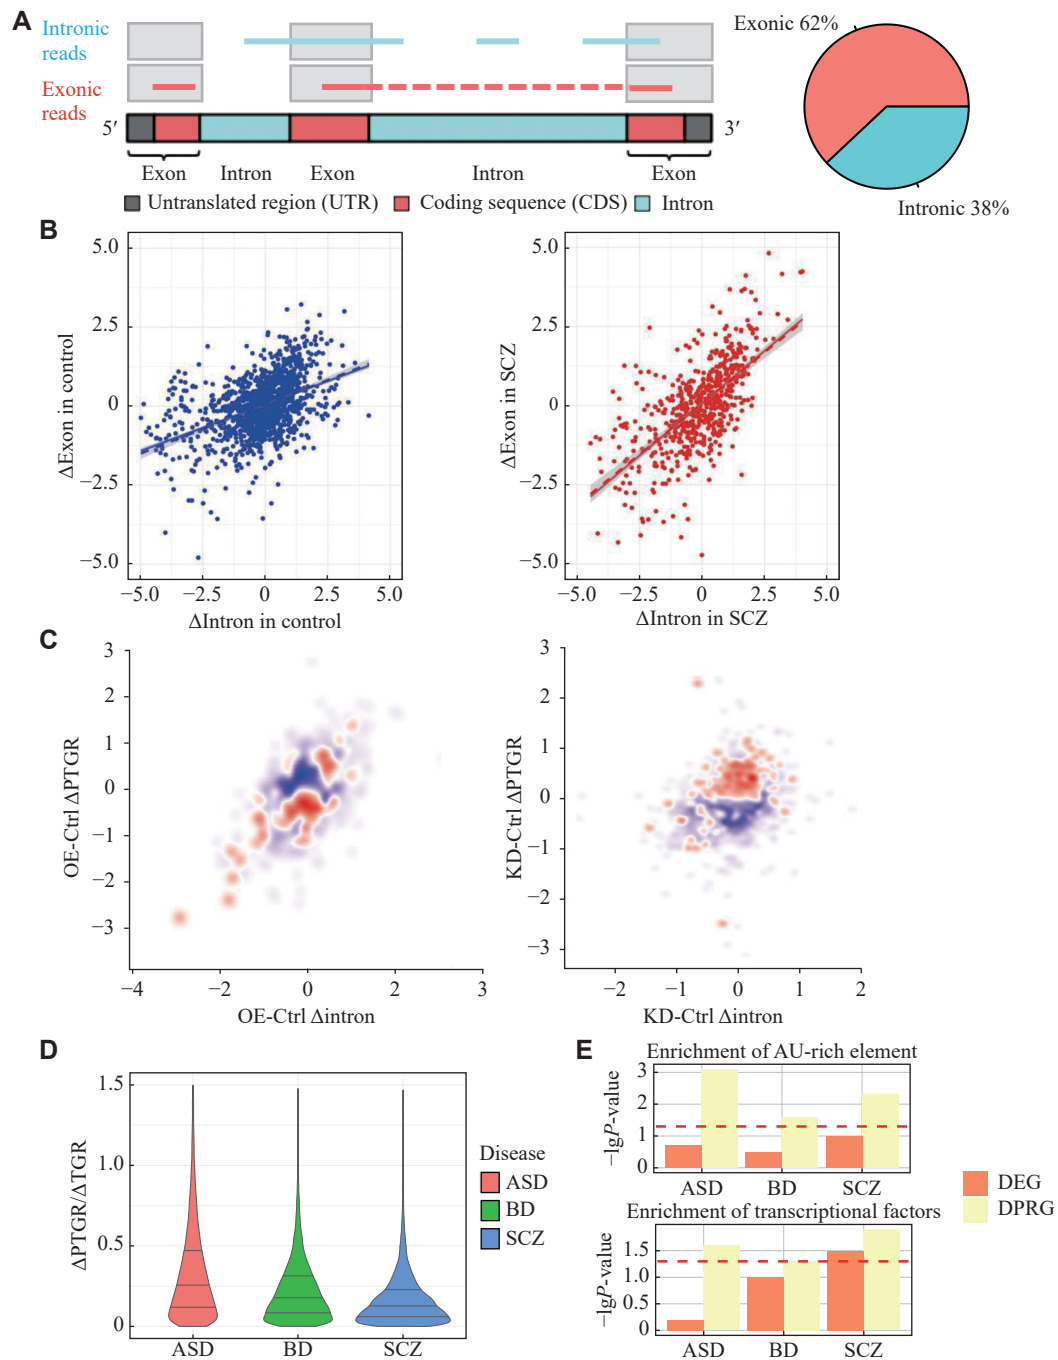 A
Intronic
reads
Exonic
reads
5′
3′
Exon
Intron
Exon
Intron
Exon
Untranslated region (UTR)
Coding sequence (CDS)
Intron
Exonic 62%
Intronic 38%
B
ΔExon in control
5.0
2.5
0
−2.5
−5.0
−5.0
−2.5
0
2.5
5.0
ΔIntron in control
ΔExon in SCZ
5.0
2.5
0
−2.5
−5.0
−5.0
−2.5
0
2.5
5.0
ΔIntron in SCZ
C
OE-Ctrl ΔPTGR
3
2
1
0
−1
−2
−3
−4
−2
0
2
3
OE-Ctrl Δintron
KD-Ctrl ΔPTGR
3
2
1
0
−1
−2
−3
−2
−1
0
1
2
KD-Ctrl Δintron
D
ΔPTGR/ΔTGR
1.5
1.0
0.5
0
ASD
BD
SCZ
Disease
ASD
BD
SCZ
E
Enrichment of AU-rich element
−lgP-value
3
2
1
0
ASD
BD
SCZ
Enrichment of transcriptional factors
−lgP-value
1.5
1.0
0.5
0
ASD
BD
SCZ
DEG
DPRG